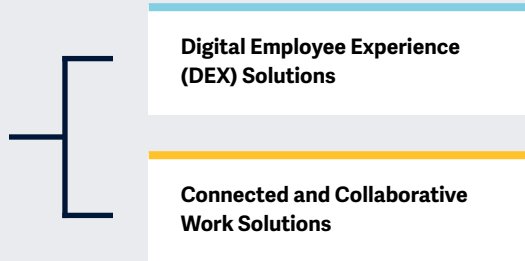 Digital Employee Experience
(DEX) Solutions
Connected and Collaborative
Work Solutions